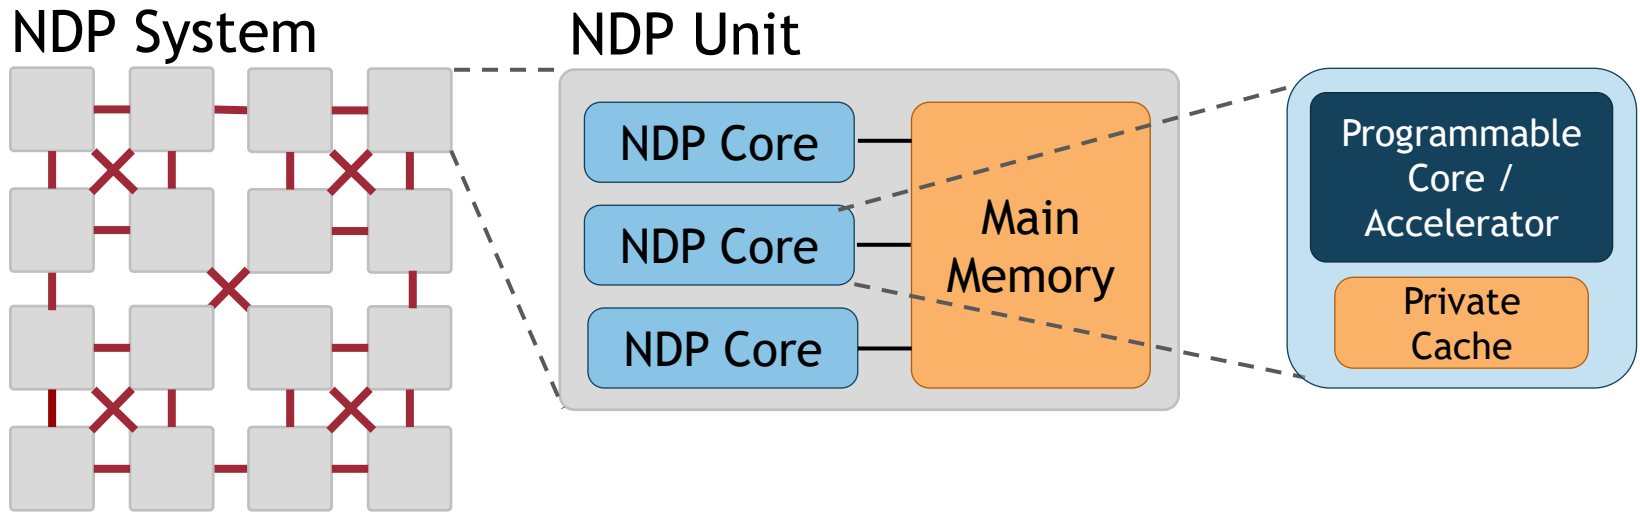 NDP System
NDP Unit
NDP Core
NDP Core
NDP Core
Main
Memory
Programmable
Core /
Accelerator
Private
Cache